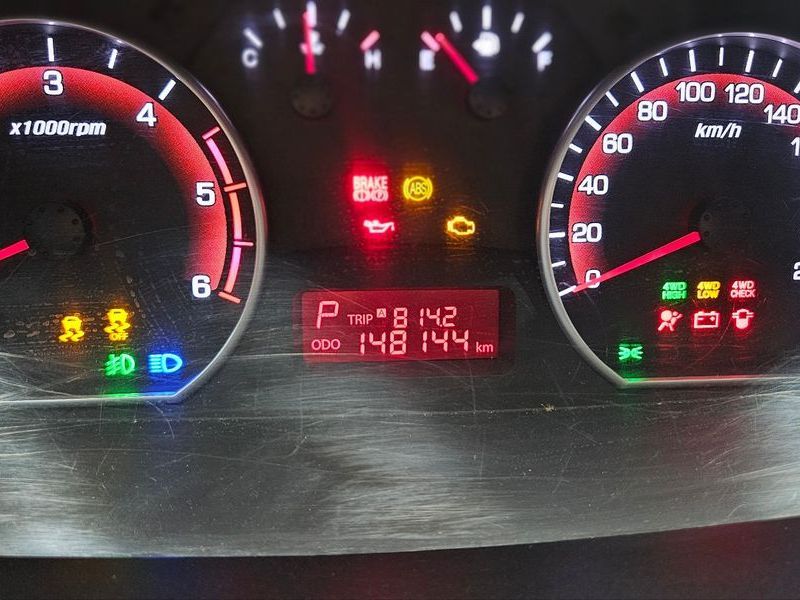 C H E F
3
4
x1000rpm
5
6
OFF
BRAKE
ABS
P TRIP A 814.2
ODO 148144 km
80 100 120 140
km/h
60
40
20
0
4WD HIGH 4WD LOW 4WD CHECK